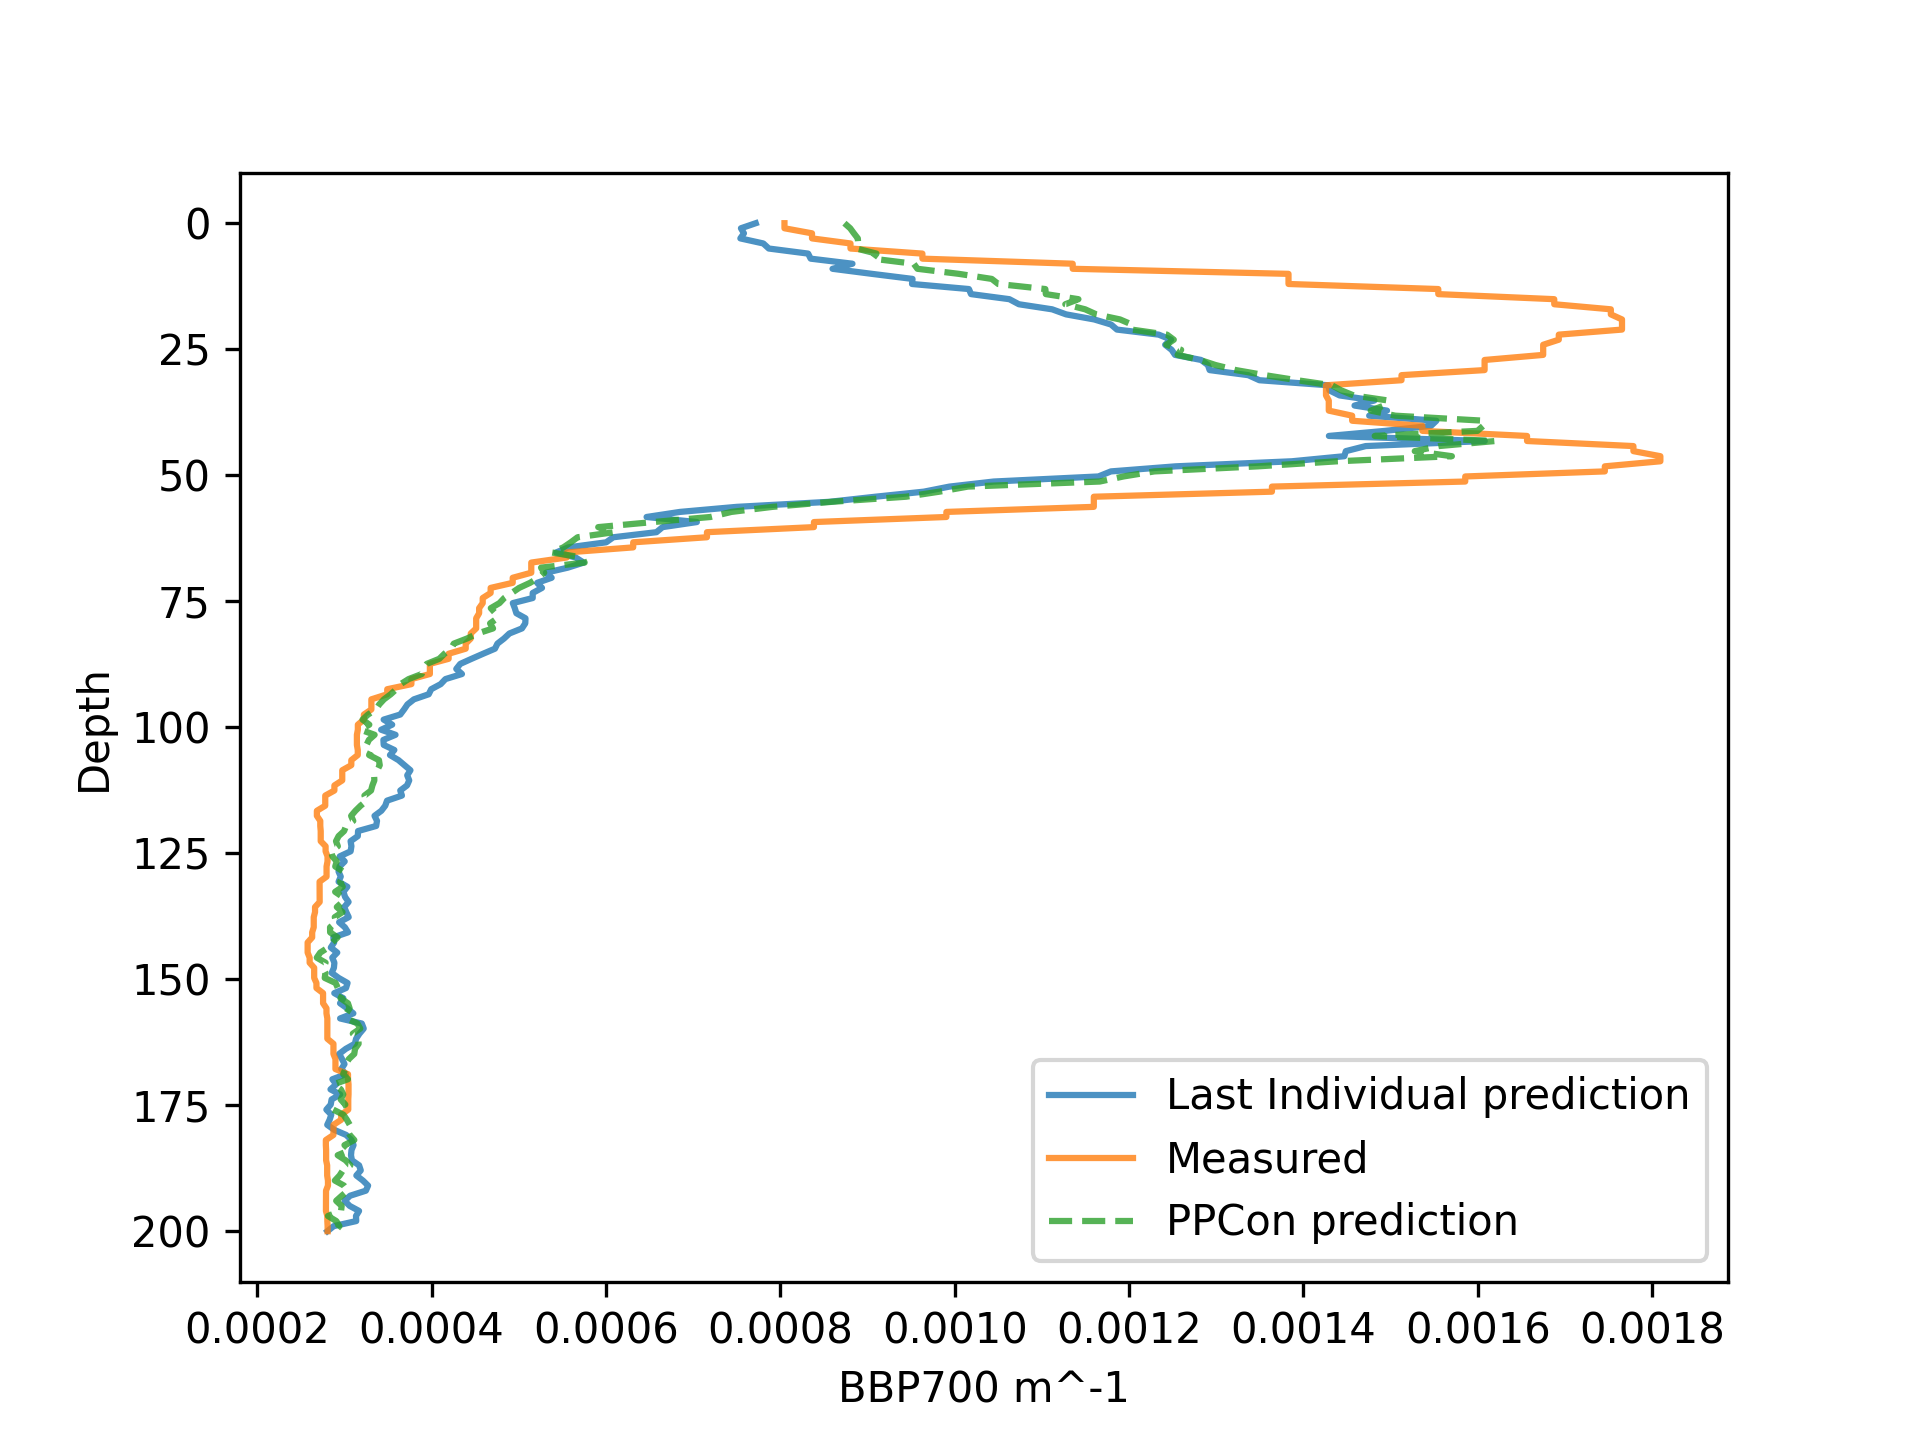 0
25
50
75
100
125
150
175
200
Depth
0.0002 0.0004 0.0006 0.0008 0.0010 0.0012 0.0014 0.0016 0.0018
BBP700 m^-1
Last Individual prediction
Measured
PPCon prediction